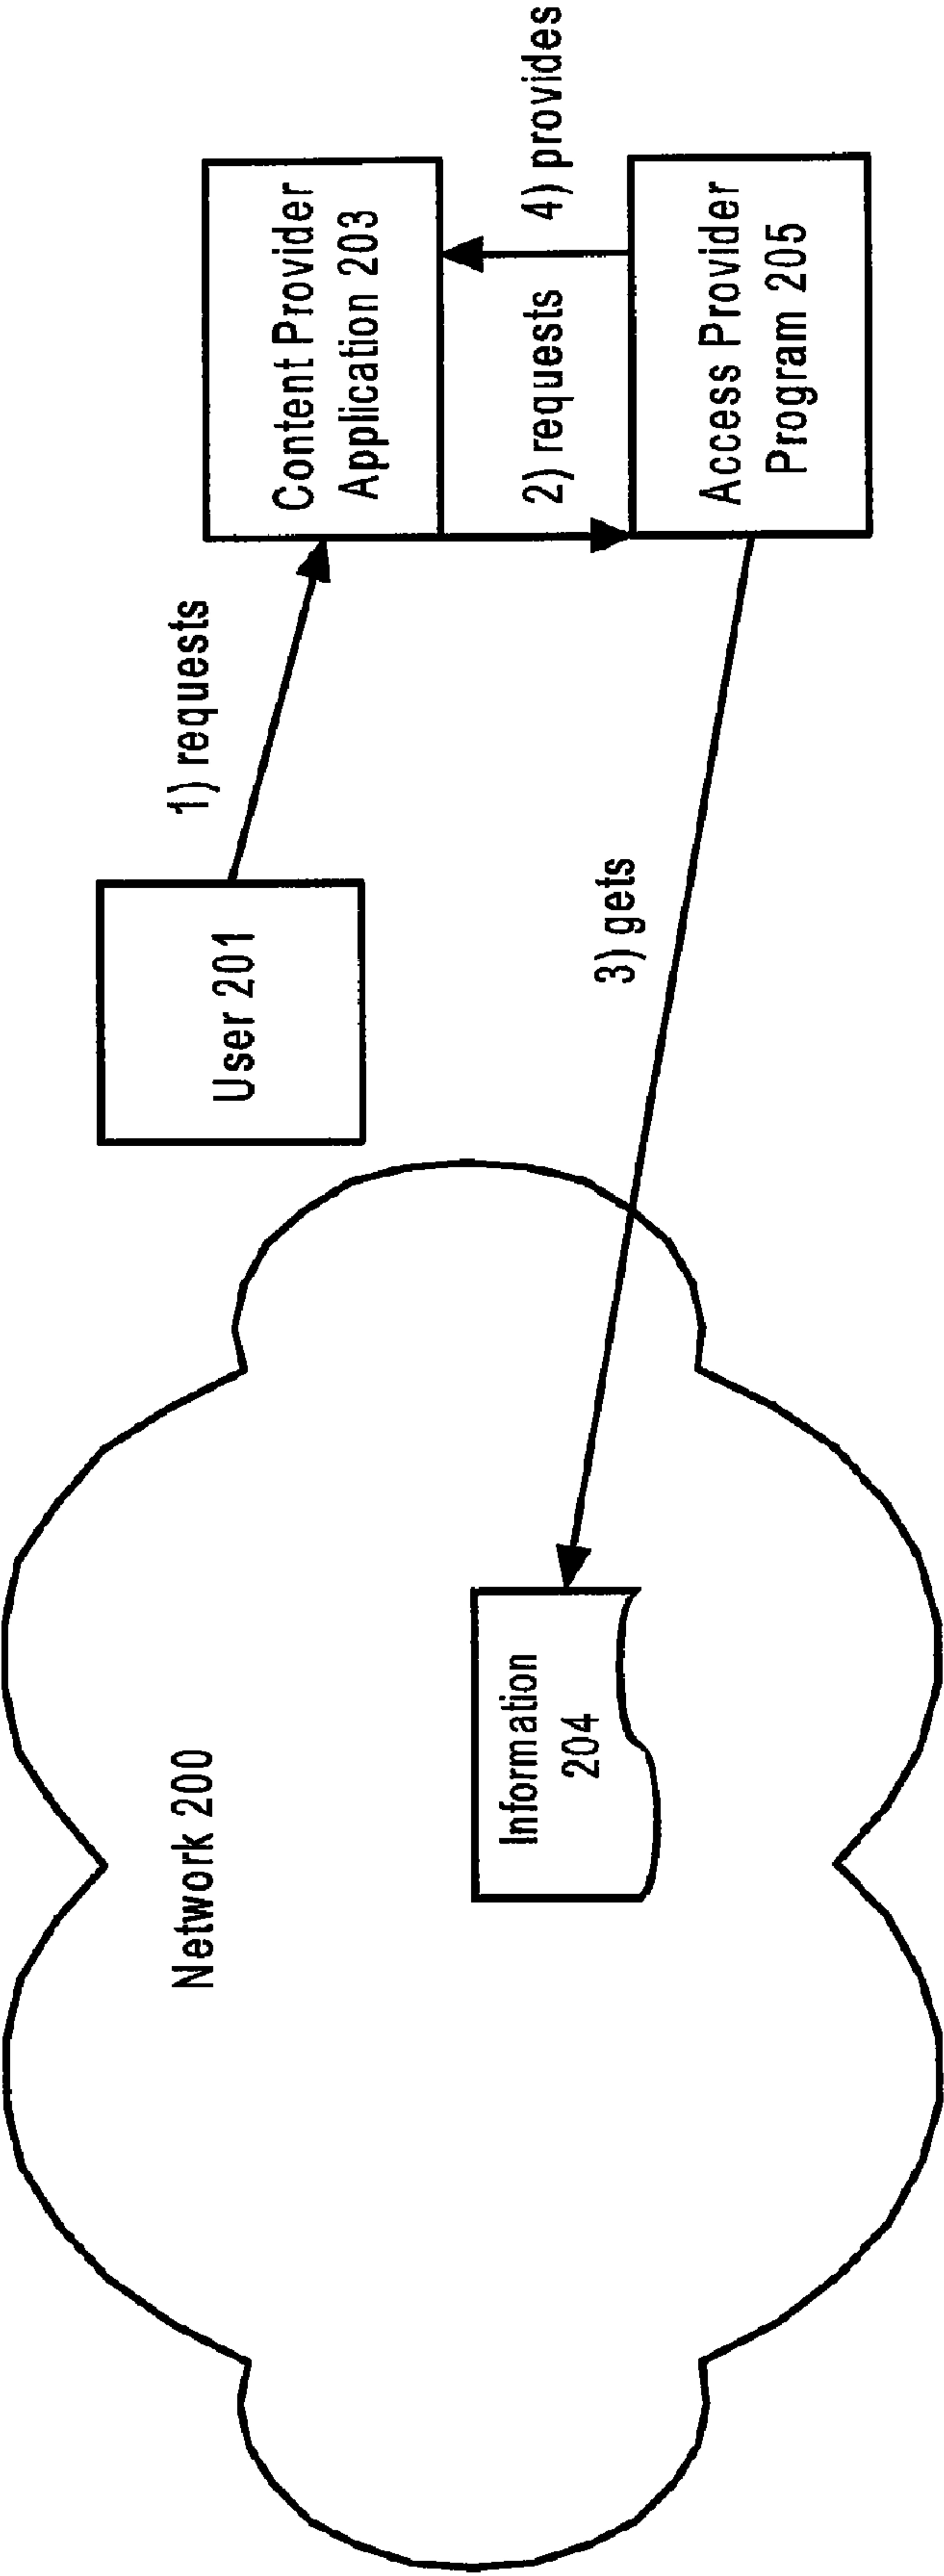 Network 200
Information
204
User 201
1) requests
3) gets
Content Provider
Application 203
2) requests
4) provides
Access Provider
Program 205